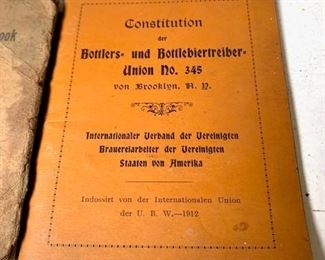 ook
Constitution
der
Bottlers- und Bottlebiertreiber-
Union No. 345
von Brooklyn, N. Y.
Internationaler Verband der Vereinigten
Brauereiarbeiter der Vereinigten
Staaten von Amerika
Indossirt von der Internationalen Union
der U. B. W.—1912